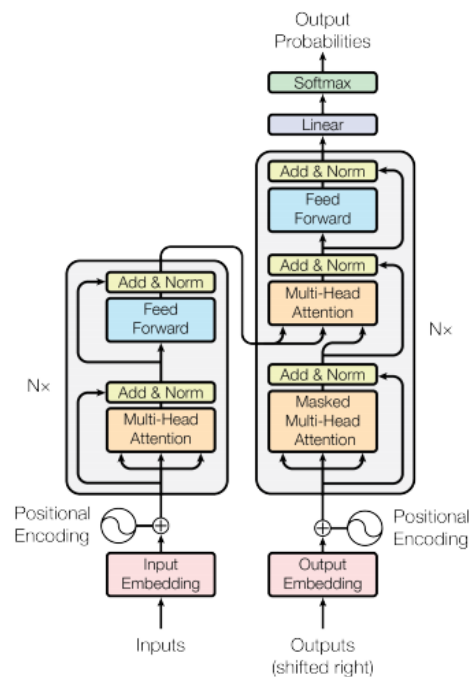 Output
Probabilities
Softmax
Linear
Add & Norm
Feed
Forward
Add & Norm
Multi-Head
Attention
Nx
Add & Norm
Masked
Multi-Head
Attention
Add & Norm
Feed
Forward
Nx
Add & Norm
Multi-Head
Attention
Positional
Encoding
Positional
Encoding
Input
Embedding
Output
Embedding
Inputs
Outputs
(shifted right)